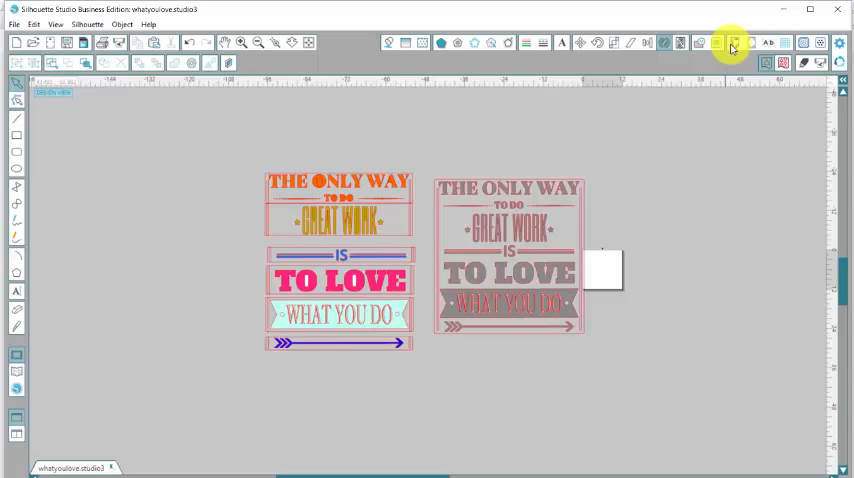 Silhouette Studio Business Edition: whatyoulove.studio3
File Edit View Silhouette Object Help
DESIGN VIEW
THE ONLY WAY
TO DO
GREAT WORK
IS
TO LOVE
WHAT YOU DO
THE ONLY WAY
TO DO
GREAT WORK
IS
TO LOVE
WHAT YOU DO
whatyoulove.studio3